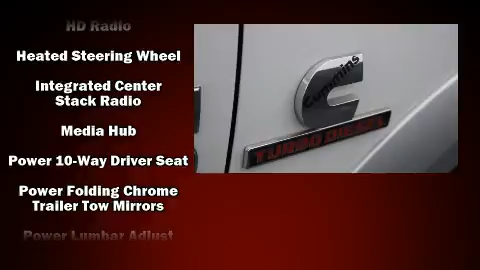 HD Radio
Heated Steering Wheel
Integrated Center
Stack Radio
Media Hub
Power 10-Way Driver Seat
Power Folding Chrome
Trailer Tow Mirrors
Power Lumbar Adjust
Cummins
TURBO DIESEL